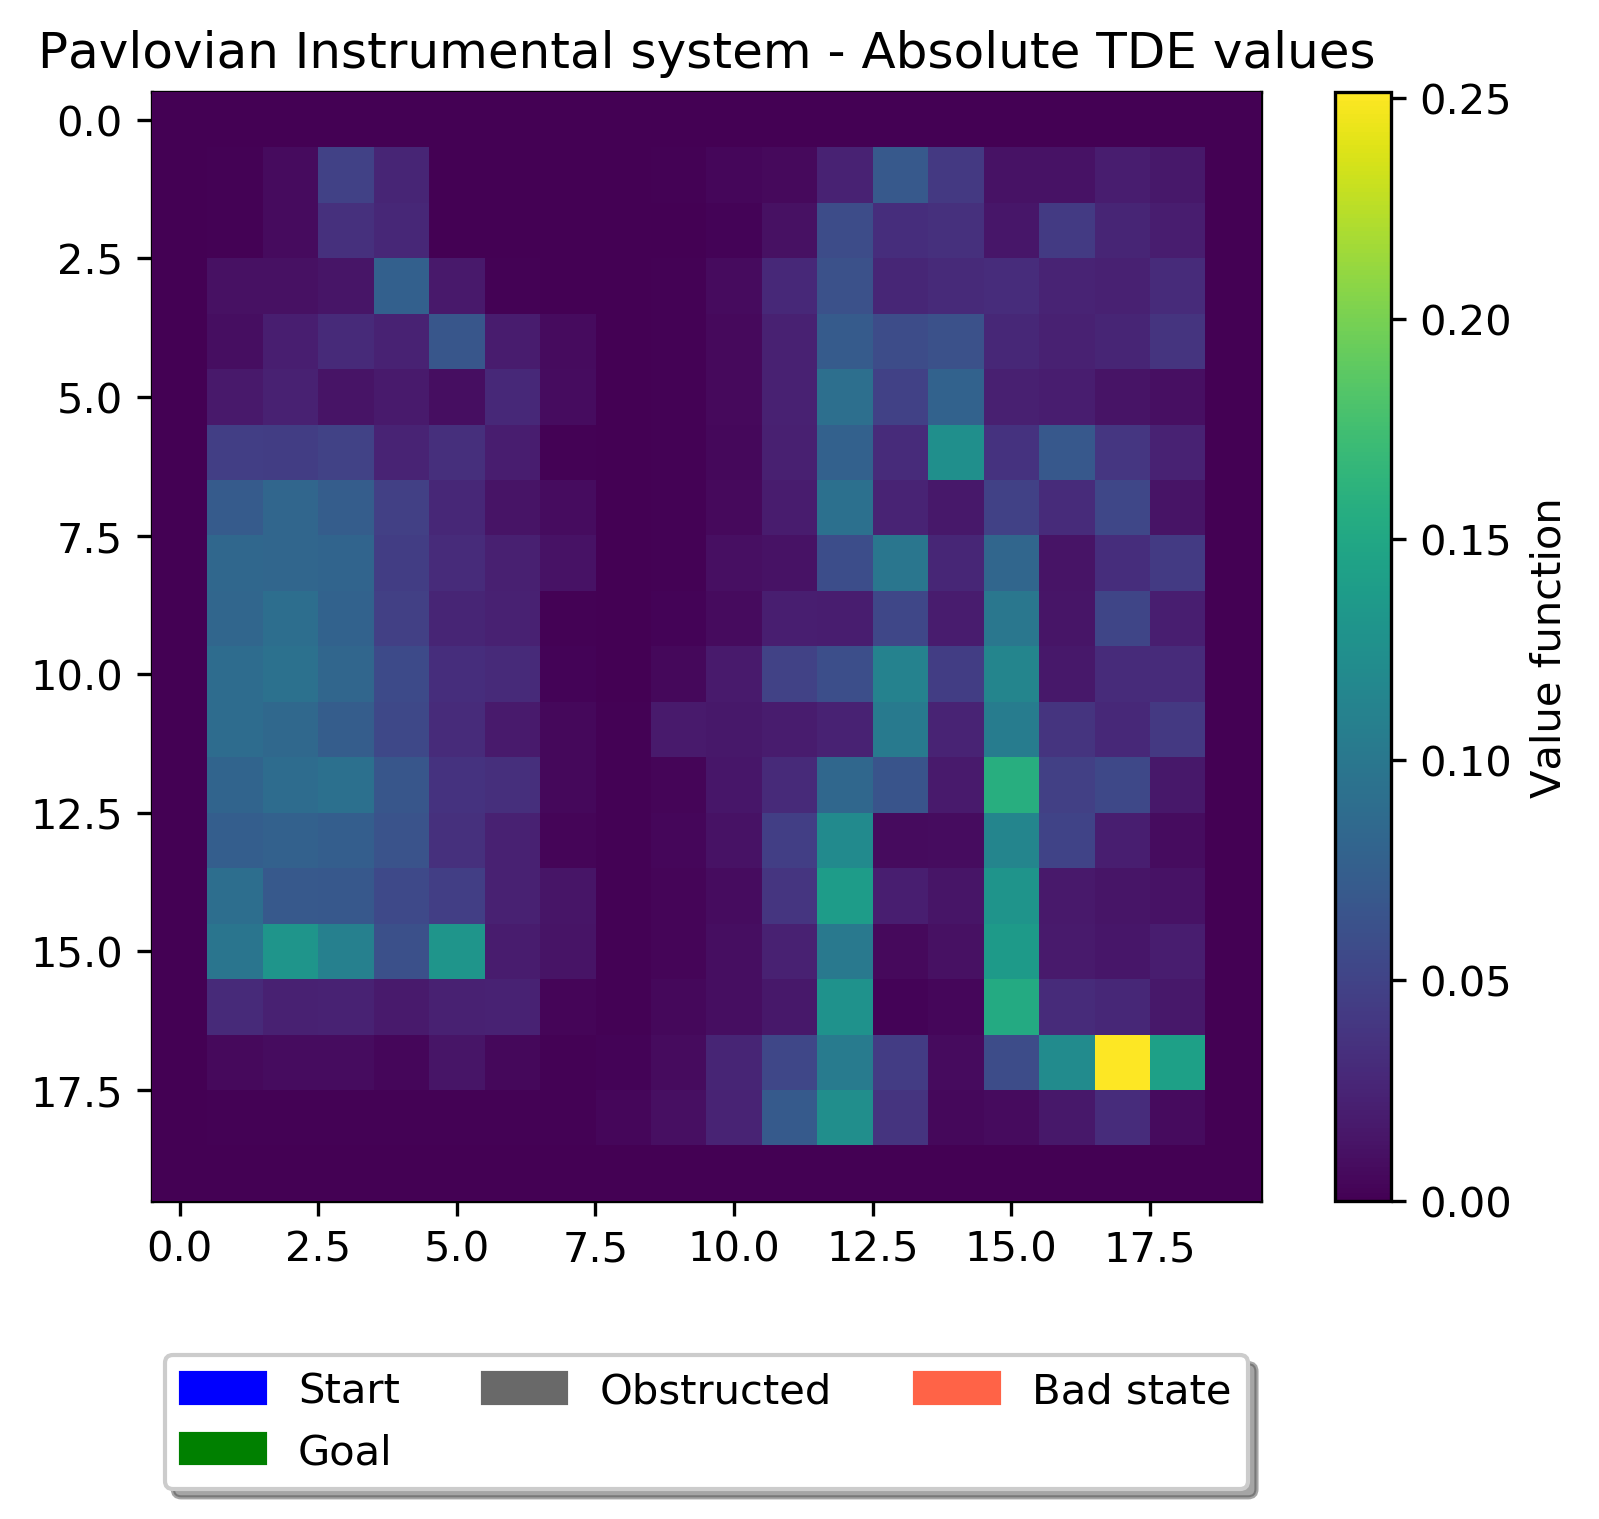 Pavlovian Instrumental system - Absolute TDE values
0.0
2.5
5.0
7.5
10.0
12.5
15.0
17.5
0.0 2.5 5.0 7.5 10.0 12.5 15.0 17.5
0.25
0.20
0.15
0.10
0.05
0.00
Value function
Start Obstructed Bad state
Goal